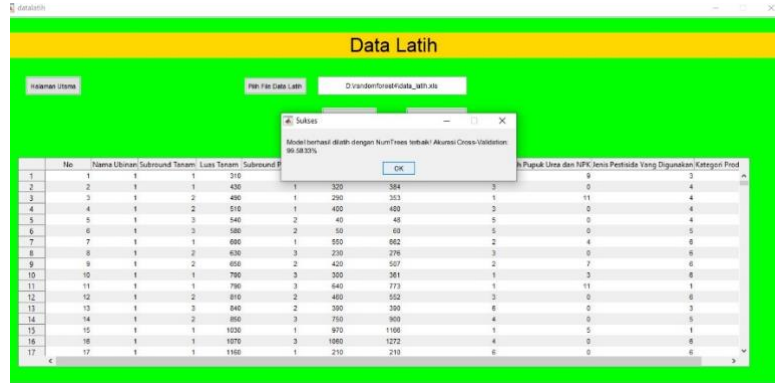 datalatih
Data Latih
Halaman Utama
Pilih File Data Latih
D:\randomforest4\data_latih.xls
Sukses
Model berhasil dilatih dengan NumTrees terbaik! Akurasi Cross-Validation:
99.5833%
OK
No Nama Ubinan Subround Tanam Luas Tanam Subround P h Pupuk Urea dan NPK Jenis Pestisida Yang Digunakan Kategori Prod
1 1 1 1 310 9 3
2 2 1 1 430 1 320 384 3 0 4
3 3 1 2 490 1 290 353 1 11 4
4 4 1 2 510 1 400 480 3 0 4
5 5 1 3 540 2 40 48 5 0 4
6 6 1 3 580 2 50 60 5 0 5
7 7 1 1 600 1 550 662 2 4 6
8 8 1 2 630 3 230 276 3 0 6
9 9 1 2 650 2 420 507 2 7 6
10 10 1 1 780 3 300 361 1 3 6
11 11 1 1 790 3 640 773 1 11 1
12 12 1 2 810 2 460 552 3 0 6
13 13 1 3 840 2 390 390 6 0 3
14 14 1 2 850 3 750 900 4 0 5
15 15 1 1 1030 1 970 1166 1 5 1
16 16 1 1 1070 3 1060 1272 4 0 6
17 17 1 1 1160 1 210 210 6 0 6